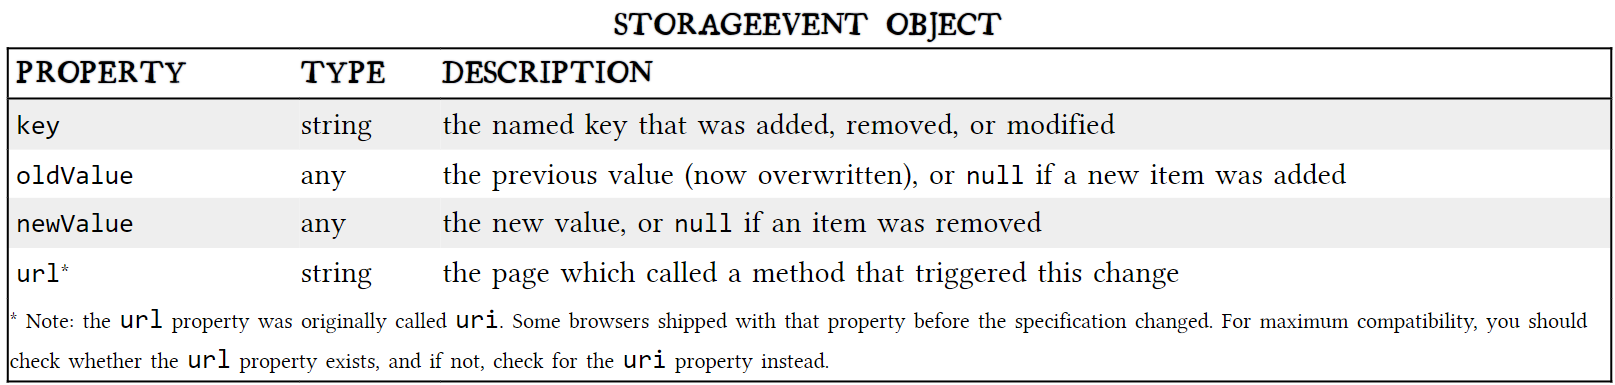 STORAGEEVENT OBJECT
PROPERTY TYPE DESCRIPTION
key string the named key that was added, removed, or modified
oldValue any the previous value (now overwritten), or null if a new item was added
newValue any the new value, or null if an item was removed
url* string the page which called a method that triggered this change
* Note: the url property was originally called uri. Some browsers shipped with that property before the specification changed. For maximum compatibility, you should
check whether the url property exists, and if not, check for the uri property instead.